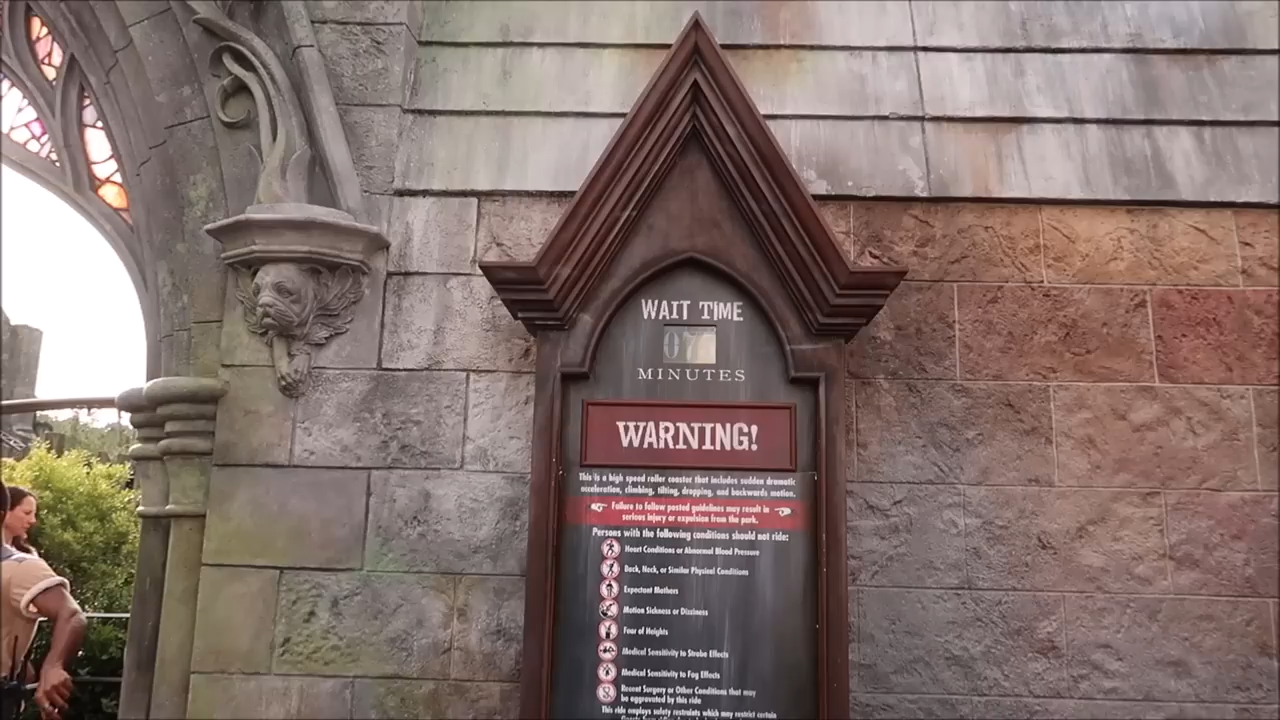 WAIT TIME
MINUTES
WARNING!
This is a high speed roller coaster that includes sudden dramatic
acceleration, climbing, tilting, dropping, and backwards motion.
Failure to follow posted guidelines may result in
serious injury or expulsion from the park.
Persons with the following conditions should not ride:
Heart Conditions or Abnormal Blood Pressure
Back, Neck, or Similar Physical Conditions
Expectant Mothers
Motion Sickness or Dizziness
Fear of Heights
Medical Sensitivity to Strobe Effects
Medical Sensitivity to Fog Effects
Recent Surgery or Other Conditions that may
be aggravated by this ride
This ride employs safety restraints which may restrict certain